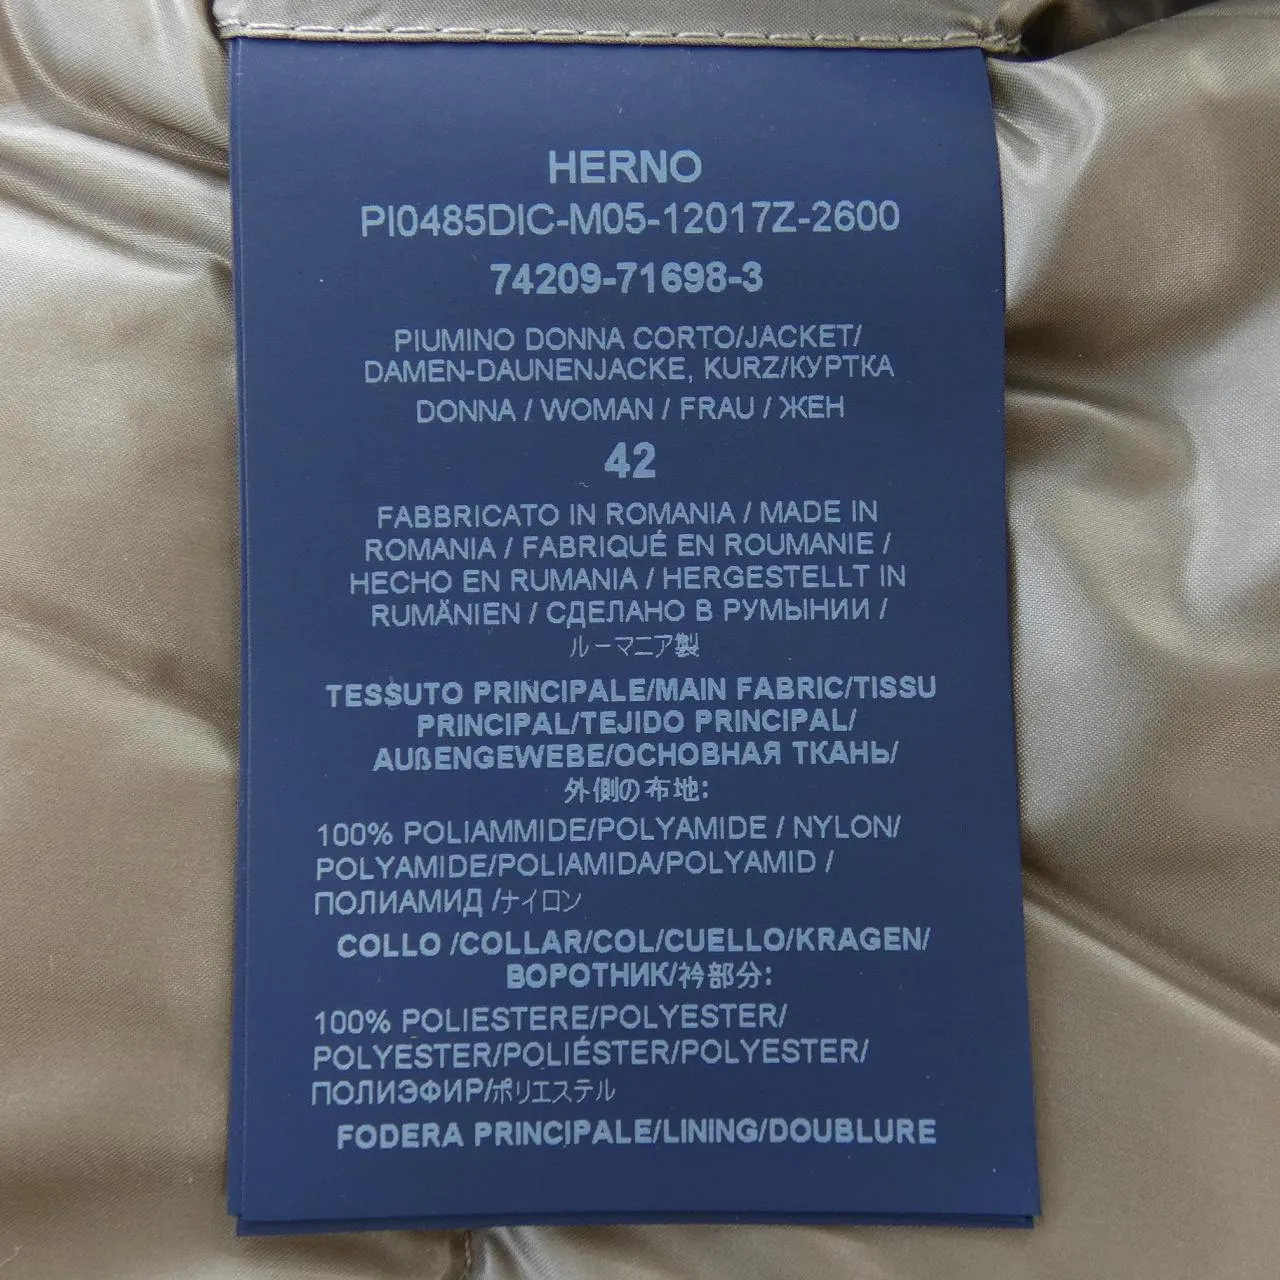 HERNO
PI0485DIC-M05-12017Z-2600
74209-71698-3
PIUMINO DONNA CORTO/JACKET/
DAMEN-DAUNENJACKE, KURZ/КУРТКА
DONNA / WOMAN / FRAU / ЖЕН
42
FABBRICATO IN ROMANIA / MADE IN
ROMANIA / FABRIQUÉ EN ROUMANIE /
HECHO EN RUMANIA / HERGESTELLT IN
RUMÄNIEN / СДЕЛАНО В РУМЫНИИ /
ルーマニア製
TESSUTO PRINCIPALE/MAIN FABRIC/TISSU
PRINCIPAL/TEJIDO PRINCIPAL/
AUßENGEWEBE/ОСНОВНАЯ ТКАНЬ/
外側の布地:
100% POLIAMMIDE/POLYAMIDE / NYLON/
POLYAMIDE/POLIAMIDA/POLYAMID /
ПОЛИАМИД /ナイロン
COLLO /COLLAR/COL/CUELLO/KRAGEN/
ВОРОТНИК/衿部分:
100% POLIESTERE/POLYESTER/
POLYESTER/POLIÉSTER/POLYESTER/
ПОЛИЭФИР/ポリエステル
FODERA PRINCIPALE/LINING/DOUBLURE